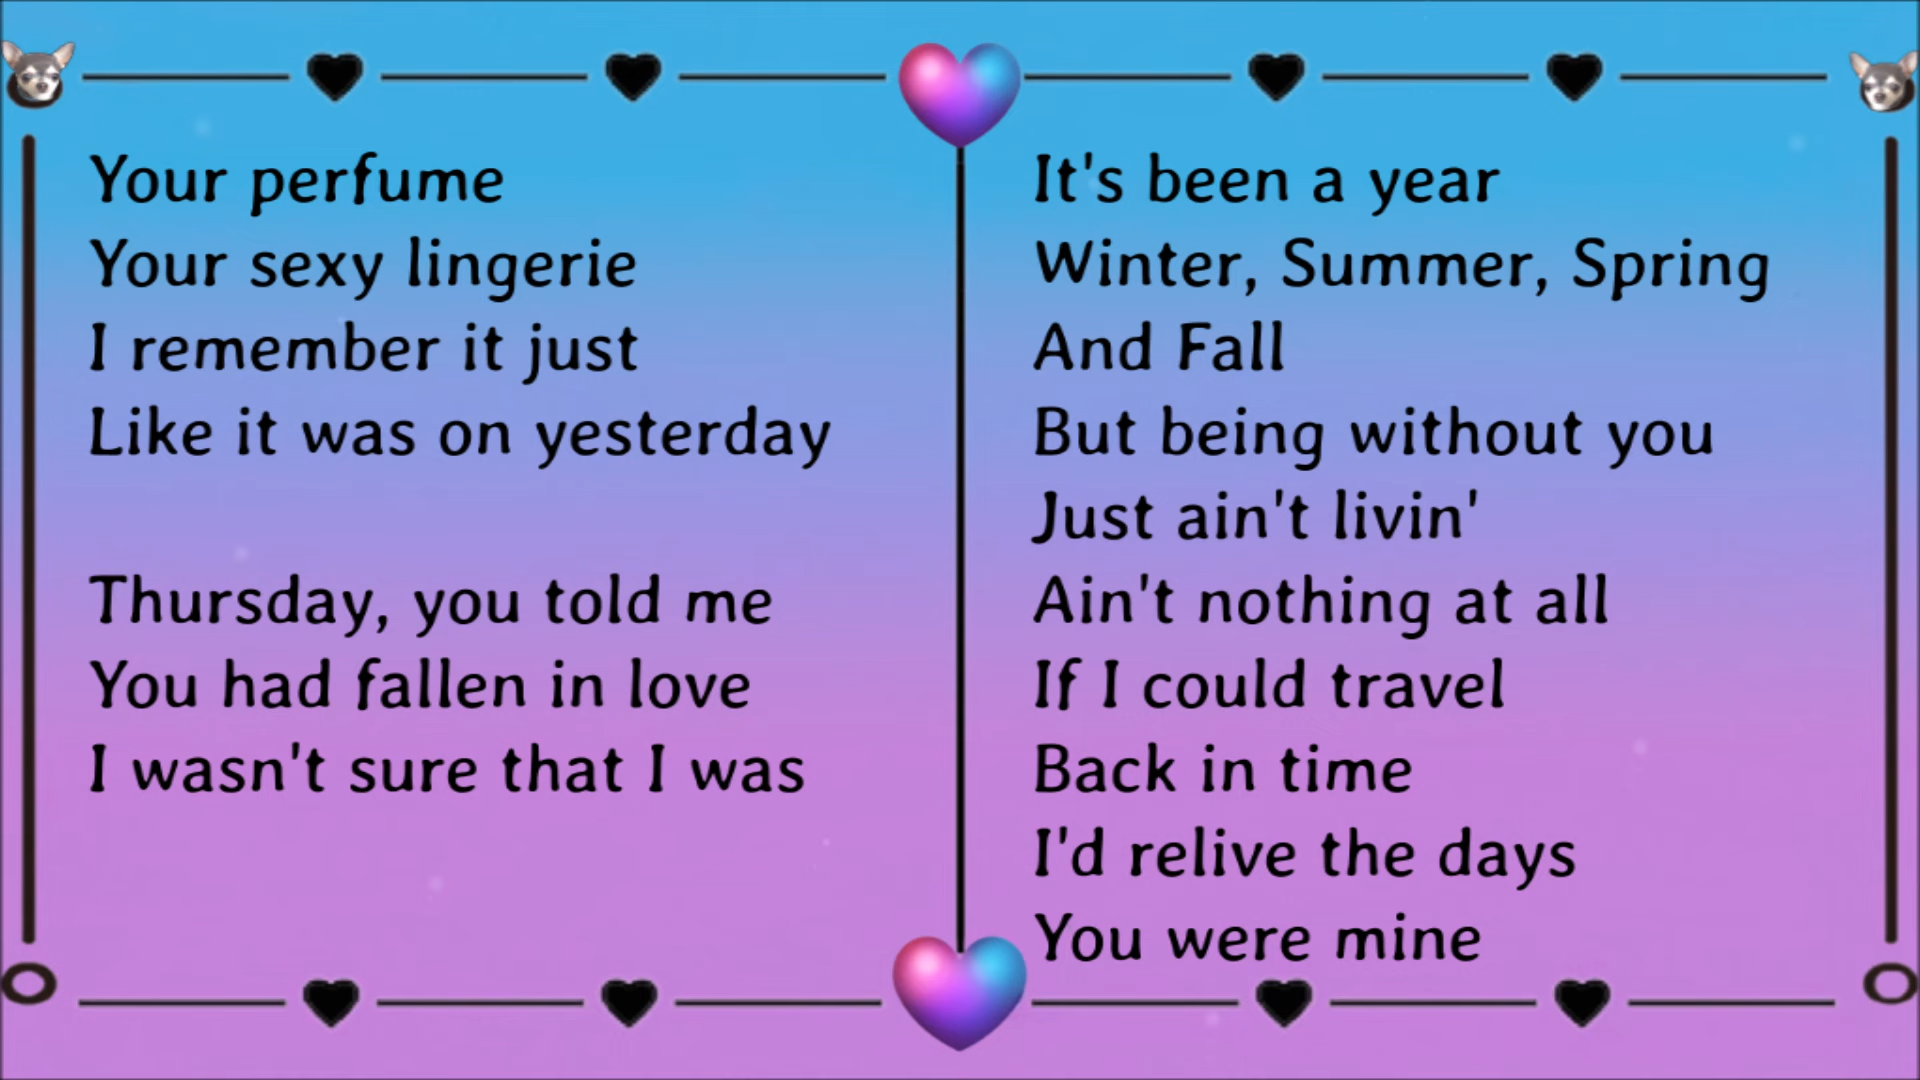 Your perfume
Your sexy lingerie
I remember it just
Like it was on yesterday
Thursday, you told me
You had fallen in love
I wasn't sure that I was
It's been a year
Winter, Summer, Spring
And Fall
But being without you
Just ain't livin'
Ain't nothing at all
If I could travel
Back in time
I'd relive the days
You were mine